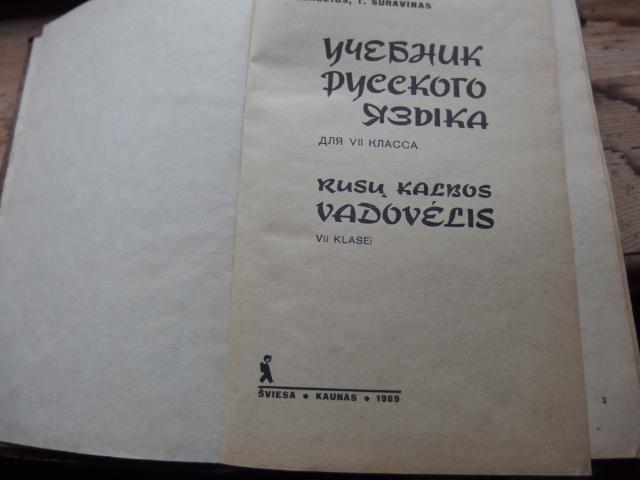 T. SURAVINAS
УЧЕБНИК
РУССКОГО
ЯЗЫКА
ДЛЯ VII КЛАССА
RUSŲ KALBOS
VADOVĖLIS
VII KLASEI
ŠVIESA • KAUNAS • 1969
3